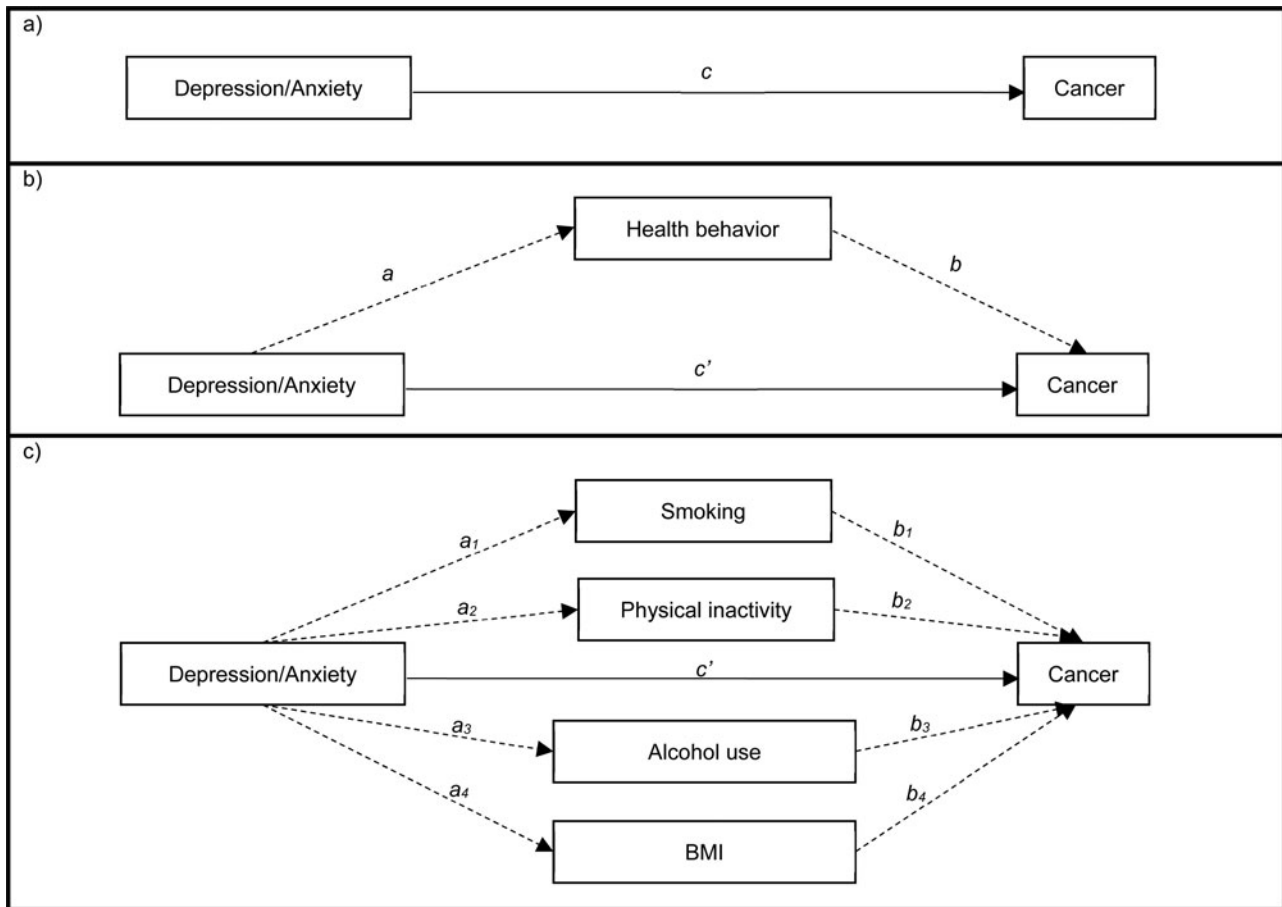 a)
c
Depression/Anxiety
Cancer
b)
Health behavior
a
b
Depression/Anxiety
c'
Cancer
c)
Smoking
a1
b1
Physical inactivity
a2
b2
Depression/Anxiety
c'
Cancer
a3
b3
Alcohol use
a4
b4
BMI